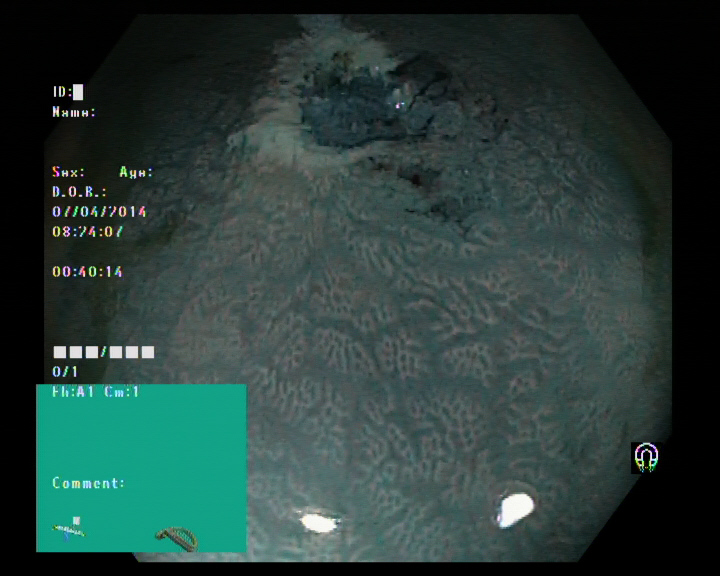 ID:
Name:
Sex: Age:
D.O.B.:
07/04/2014
08:24:07
00:40:14
/
0/1
Eh:A1 Cm:1
Comment: